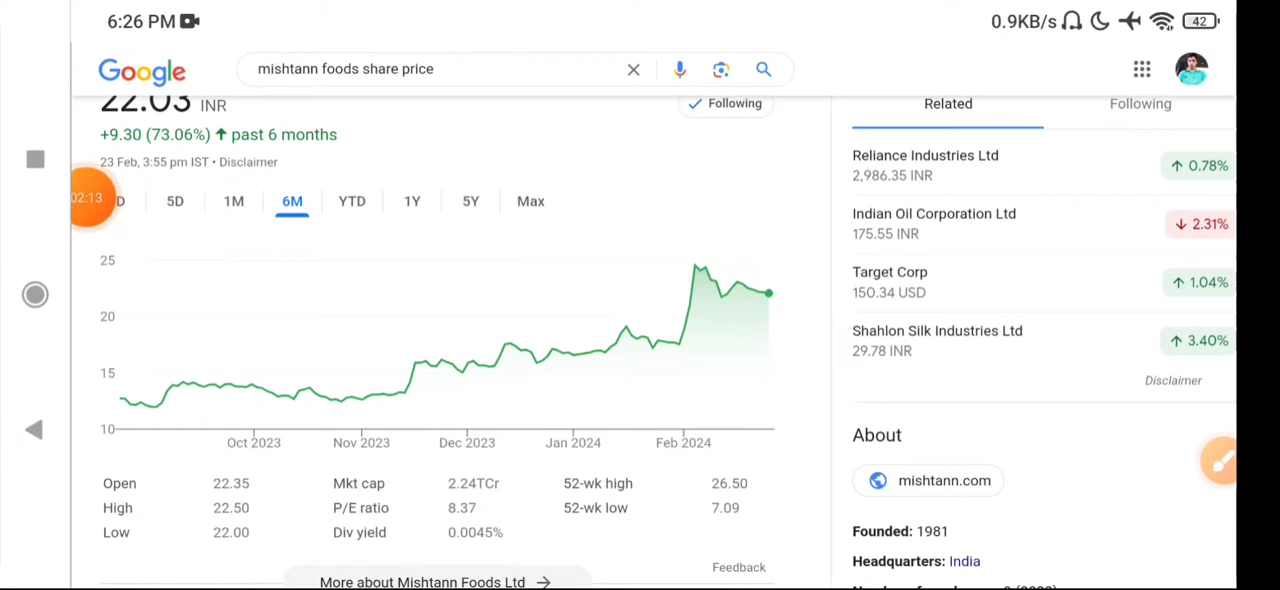 6:26 PM
0.9KB/s 42
Google
mishtann foods share price
22.03 INR
Following
+9.30 (73.06%) ↑ past 6 months
23 Feb, 3:55 pm IST • Disclaimer
02:13
D 5D 1M 6M YTD 1Y 5Y Max
25
20
15
10
Oct 2023 Nov 2023 Dec 2023 Jan 2024 Feb 2024
Open 22.35 Mkt cap 2.24TCr 52-wk high 26.50
High 22.50 P/E ratio 8.37 52-wk low 7.09
Low 22.00 Div yield 0.0045%
Feedback
More about Mishtann Foods Ltd →
Related Following
Reliance Industries Ltd
2,986.35 INR
↑ 0.78%
Indian Oil Corporation Ltd
175.55 INR
↓ 2.31%
Target Corp
150.34 USD
↑ 1.04%
Shahlon Silk Industries Ltd
29.78 INR
↑ 3.40%
Disclaimer
About
mishtann.com
Founded: 1981
Headquarters: India